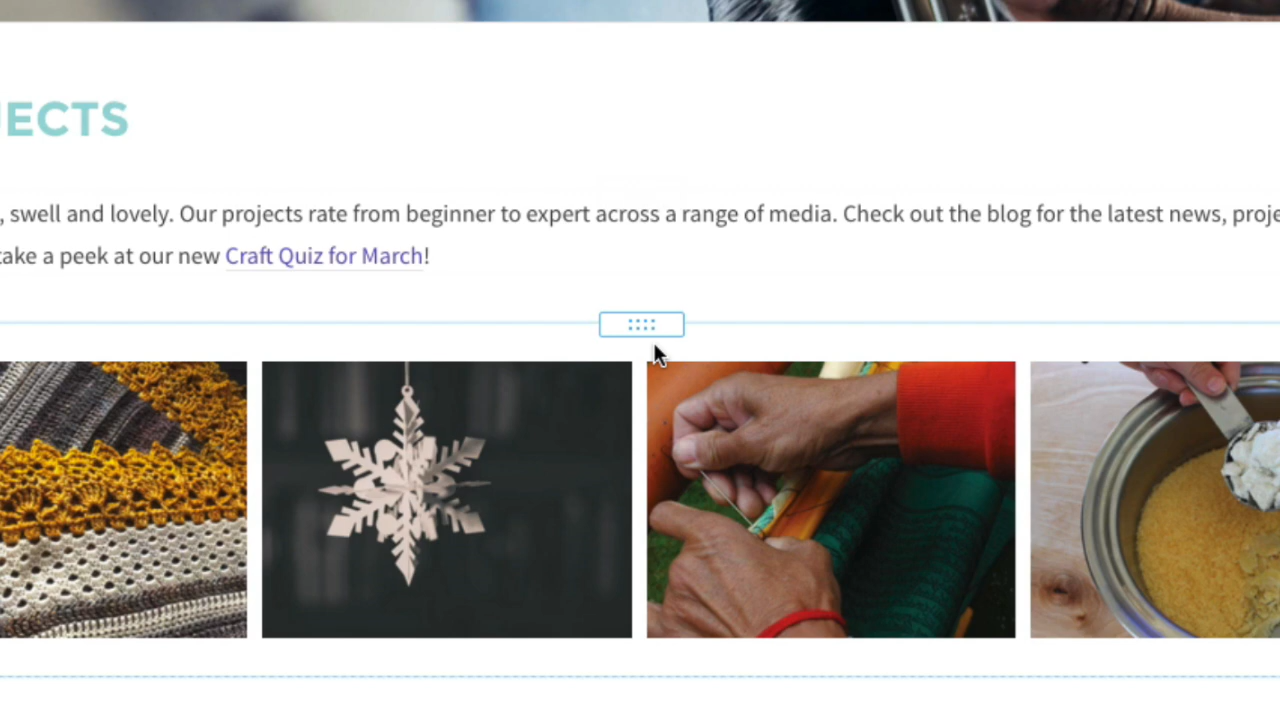 JECTS
, swell and lovely. Our projects rate from beginner to expert across a range of media. Check out the blog for the latest news, proje
take a peek at our new Craft Quiz for March!